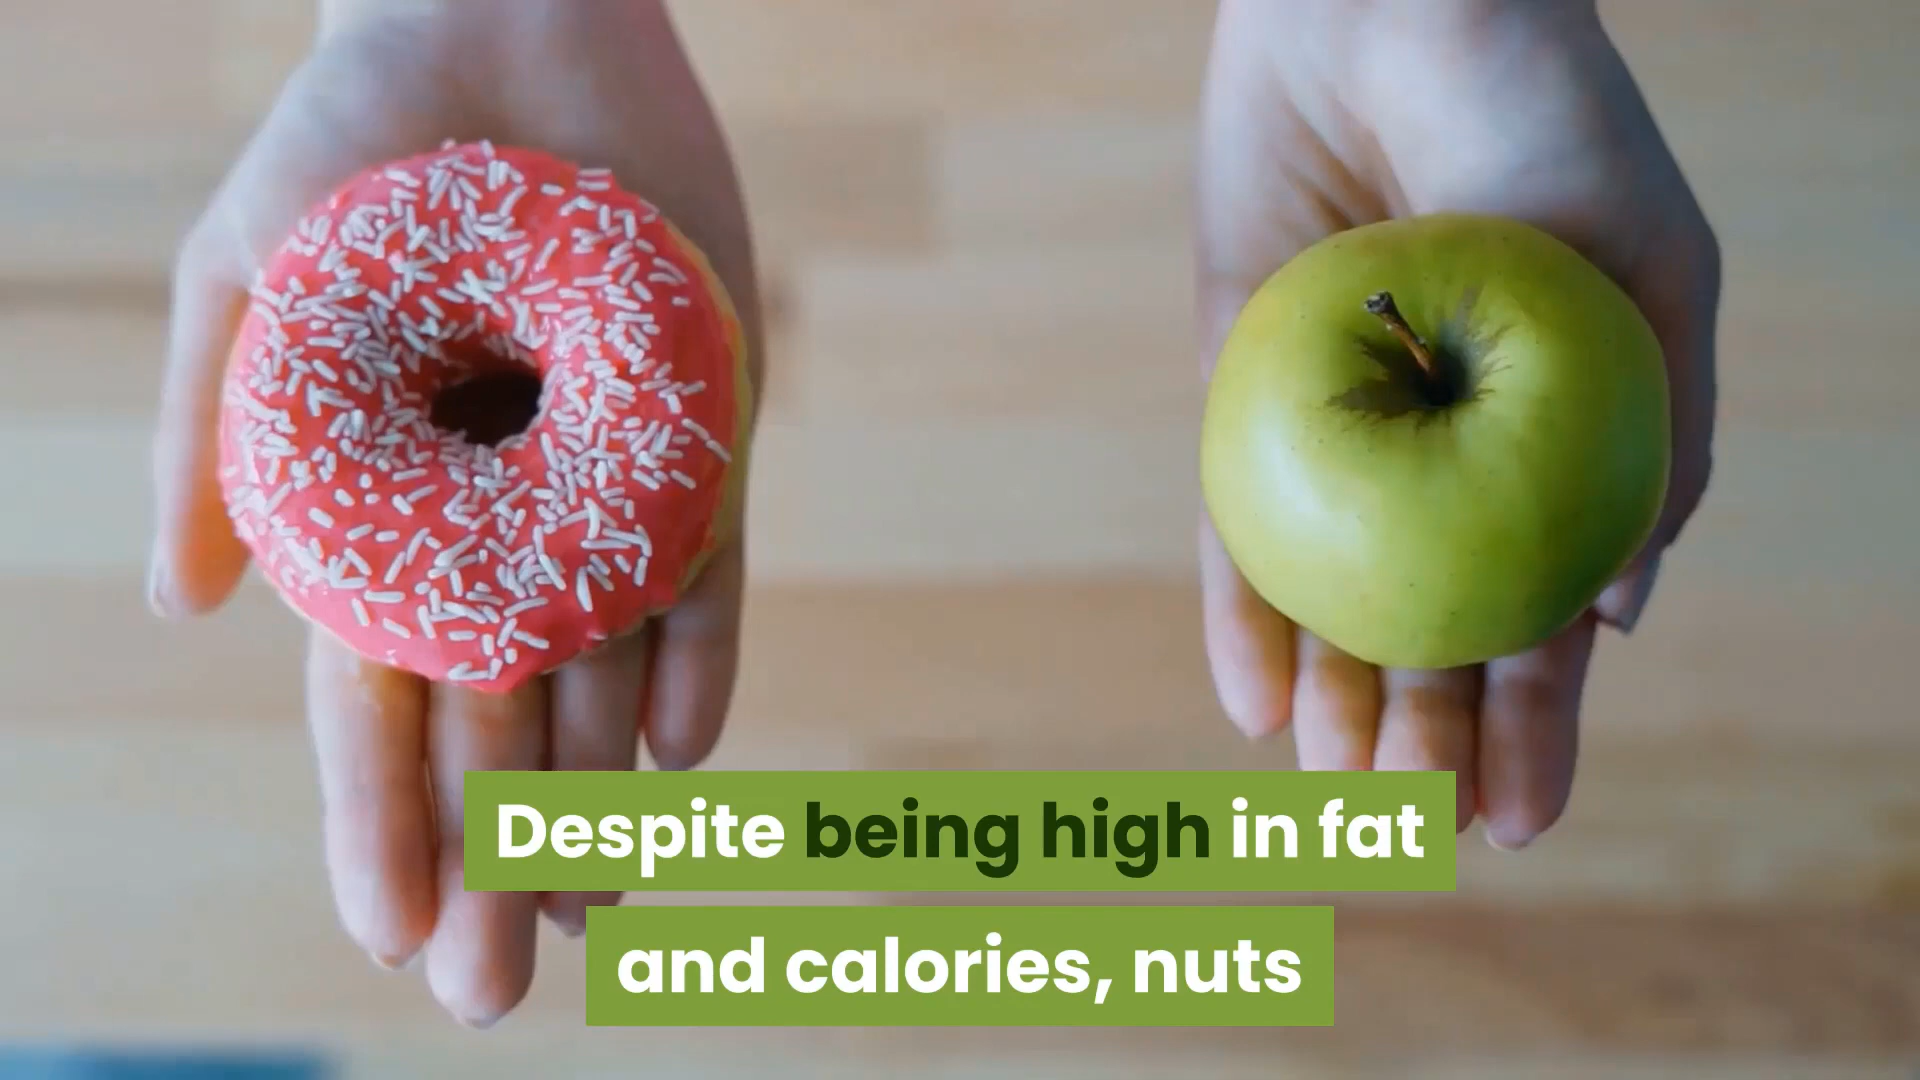 Despite being high in fat
and calories, nuts